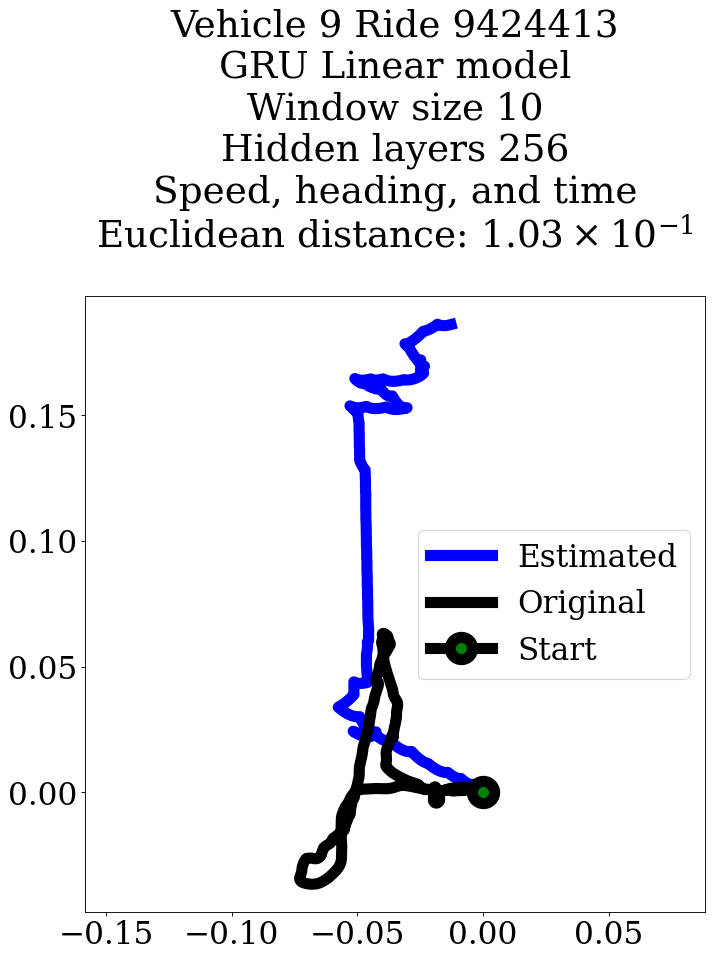 Vehicle 9 Ride 9424413
GRU Linear model
Window size 10
Hidden layers 256
Speed, heading, and time
Euclidean distance: 1.03 × 10⁻¹
0.15
0.10
0.05
0.00
Estimated
Original
Start
−0.15 −0.10 −0.05 0.00 0.05